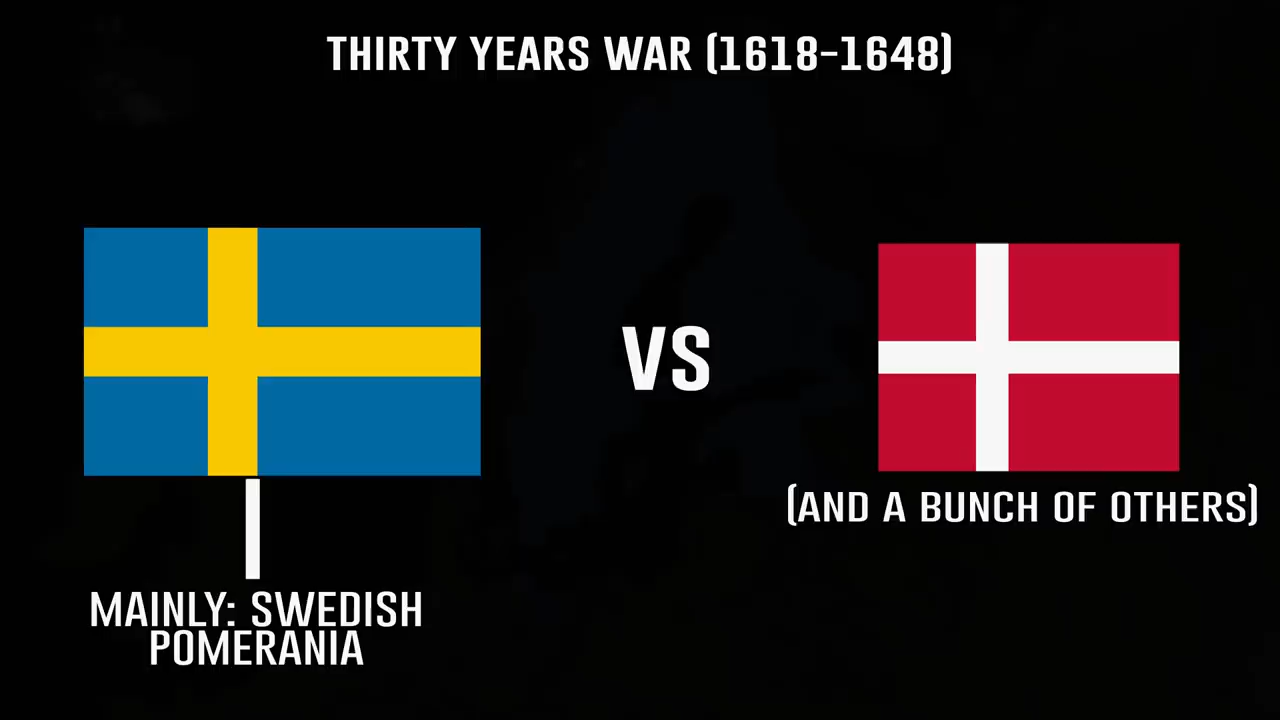 THIRTY YEARS WAR (1618-1648)
VS
(AND A BUNCH OF OTHERS)
MAINLY: SWEDISH
POMERANIA